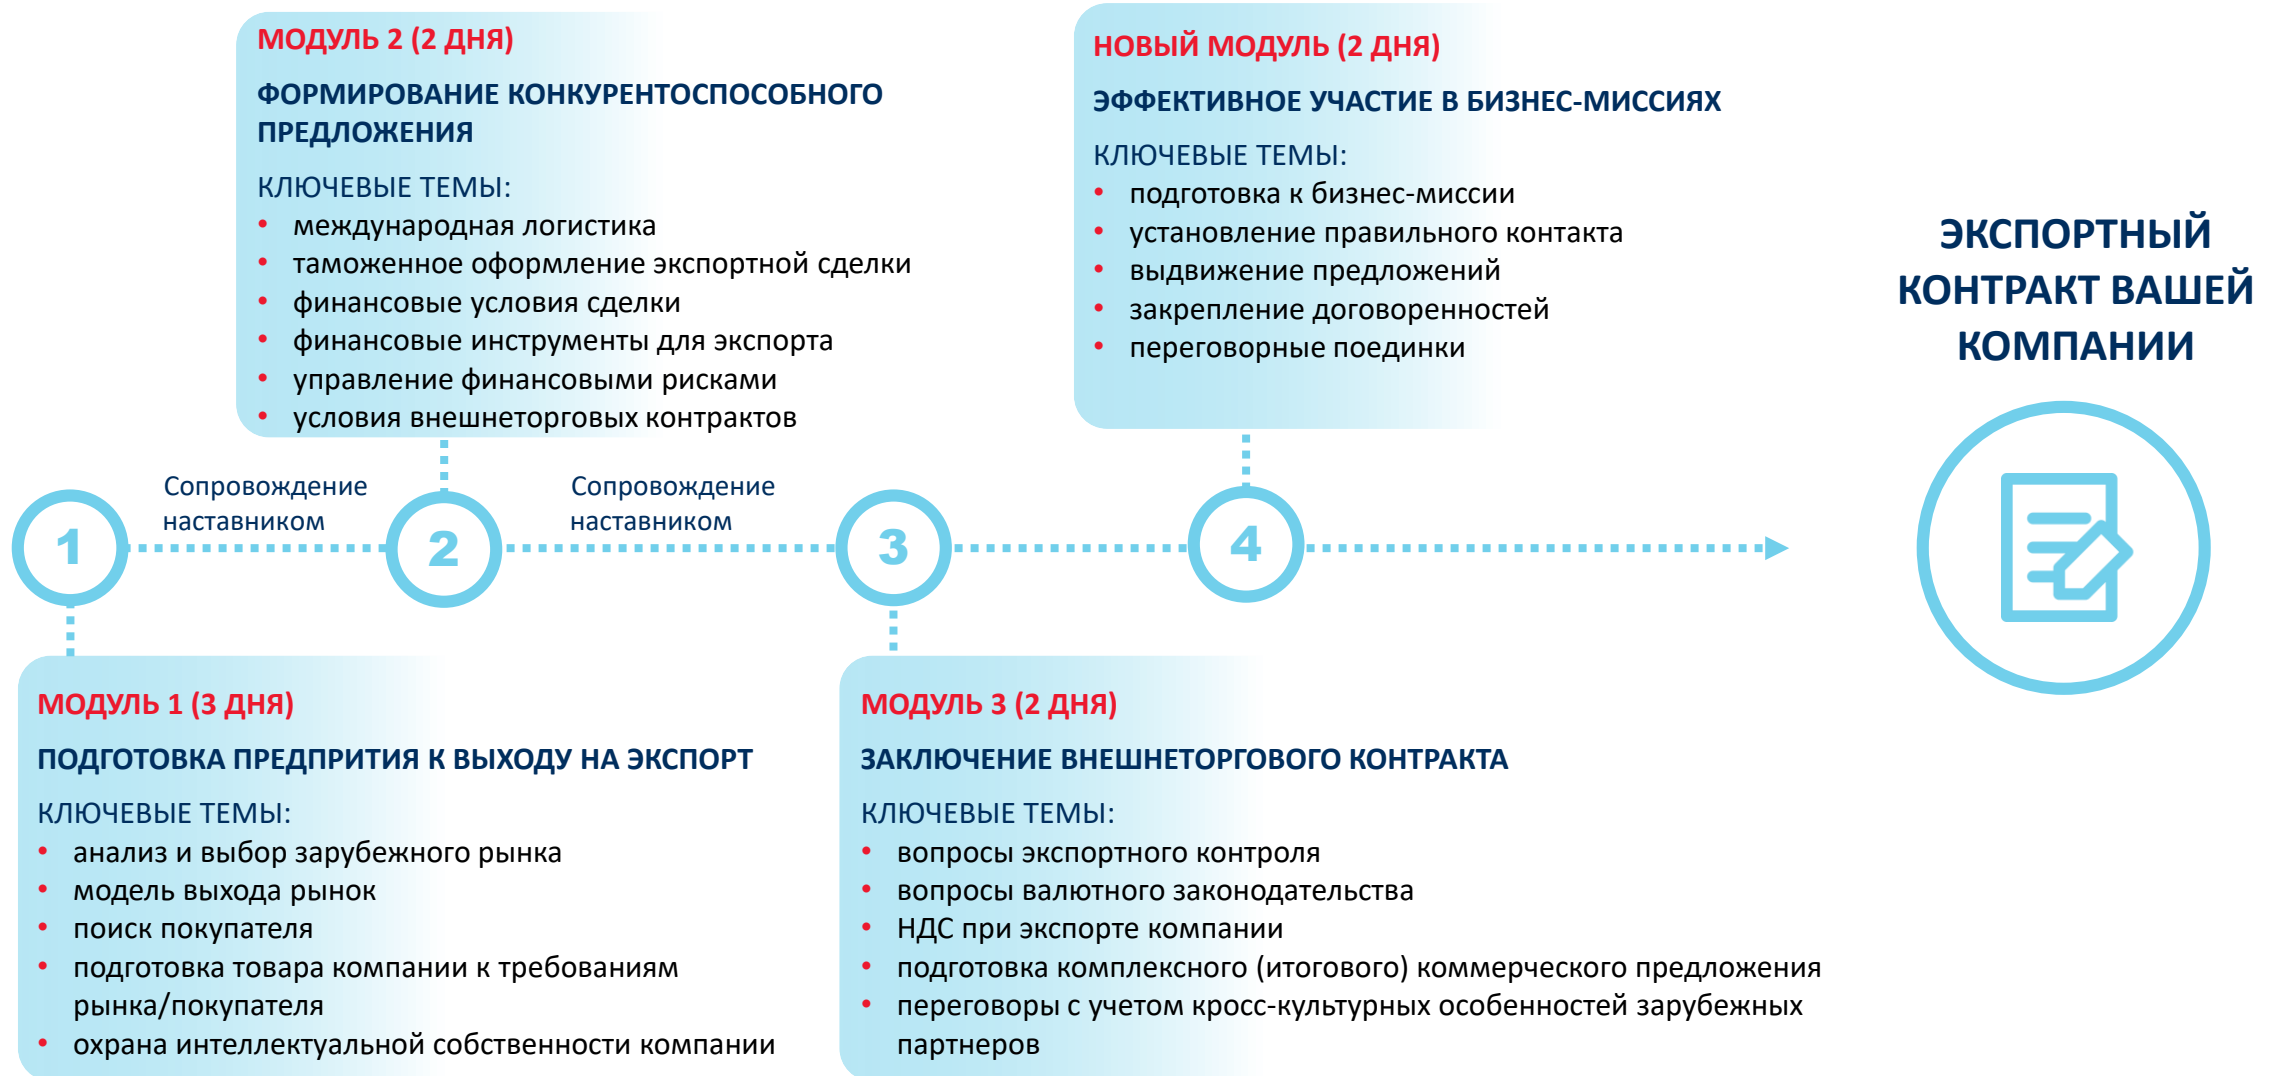 МОДУЛЬ 2 (2 ДНЯ)
ФОРМИРОВАНИЕ КОНКУРЕНТОСПОСОБНОГО
ПРЕДЛОЖЕНИЯ
КЛЮЧЕВЫЕ ТЕМЫ:
• международная логистика
• таможенное оформление экспортной сделки
• финансовые условия сделки
• финансовые инструменты для экспорта
• управление финансовыми рисками
• условия внешнеторговых контрактов
НОВЫЙ МОДУЛЬ (2 ДНЯ)
ЭФФЕКТИВНОЕ УЧАСТИЕ В БИЗНЕС-МИССИЯХ
КЛЮЧЕВЫЕ ТЕМЫ:
• подготовка к бизнес-миссии
• установление правильного контакта
• выдвижение предложений
• закрепление договоренностей
• переговорные поединки
ЭКСПОРТНЫЙ
КОНТРАКТ ВАШЕЙ
КОМПАНИИ
1
Сопровождение
наставником
2
Сопровождение
наставником
3
4
МОДУЛЬ 1 (3 ДНЯ)
ПОДГОТОВКА ПРЕДПРИТИЯ К ВЫХОДУ НА ЭКСПОРТ
КЛЮЧЕВЫЕ ТЕМЫ:
• анализ и выбор зарубежного рынка
• модель выхода рынок
• поиск покупателя
• подготовка товара компании к требованиям
рынка/покупателя
• охрана интеллектуальной собственности компании
МОДУЛЬ 3 (2 ДНЯ)
ЗАКЛЮЧЕНИЕ ВНЕШНЕТОРГОВОГО КОНТРАКТА
КЛЮЧЕВЫЕ ТЕМЫ:
• вопросы экспортного контроля
• вопросы валютного законодательства
• НДС при экспорте компании
• подготовка комплексного (итогового) коммерческого предложения
• переговоры с учетом кросс-культурных особенностей зарубежных
партнеров